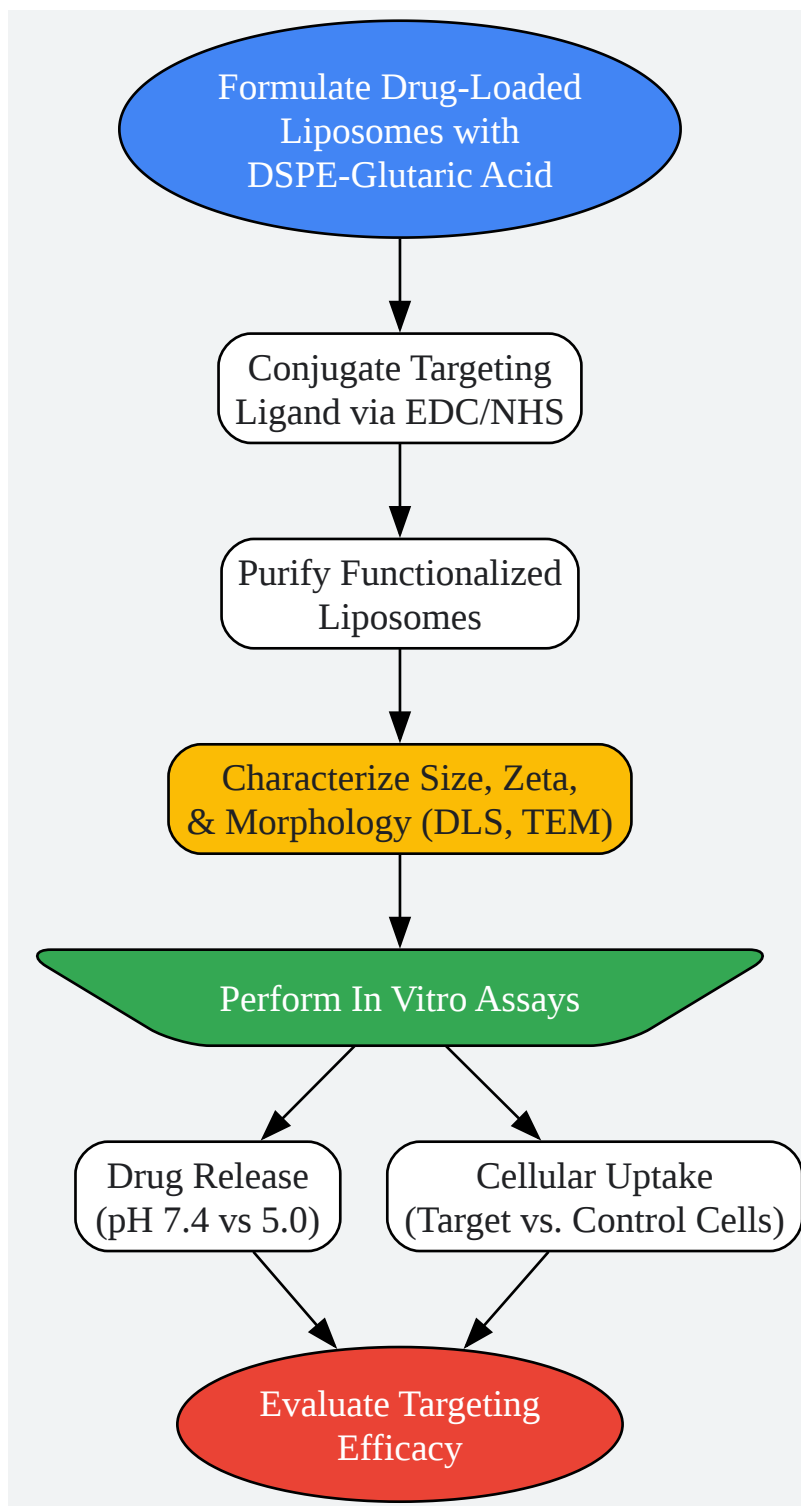 Formulate Drug-Loaded
Liposomes with
DSPE-Glutaric Acid
Conjugate Targeting
Ligand via EDC/NHS
Purify Functionalized
Liposomes
Characterize Size, Zeta,
& Morphology (DLS, TEM)
Perform In Vitro Assays
Drug Release
(pH 7.4 vs 5.0)
Cellular Uptake
(Target vs. Control Cells)
Evaluate Targeting
Efficacy